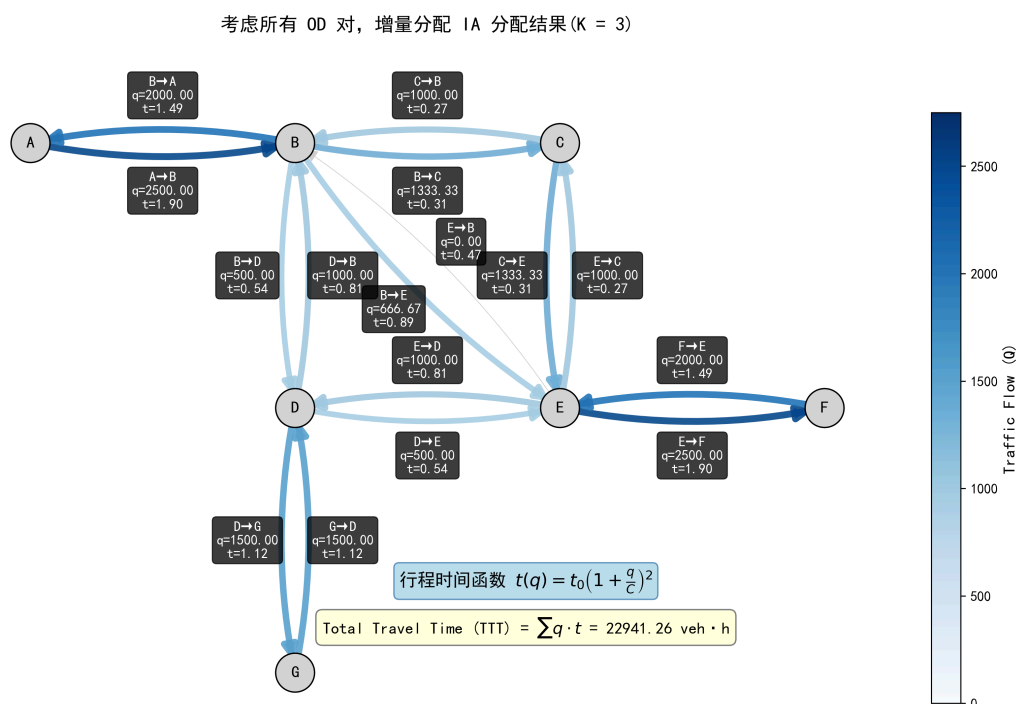 考虑所有 OD 对，增量分配 IA 分配结果(K = 3)
B→A
q=2000.00
t=1.49
C→B
q=1000.00
t=0.27
A
B
C
A→B
q=2500.00
t=1.90
B→C
q=1333.33
t=0.31
E→B
q=0.00
t=0.47
B→D
q=500.00
t=0.54
D→B
q=1000.00
t=0.81
C→E
q=1333.33
t=0.31
E→C
q=1000.00
t=0.27
B→E
q=666.67
t=0.89
E→D
q=1000.00
t=0.81
F→E
q=2000.00
t=1.49
D
E
F
D→E
q=500.00
t=0.54
E→F
q=2500.00
t=1.90
D→G
q=1500.00
t=1.12
G→D
q=1500.00
t=1.12
行程时间函数 t(q) = t₀(1 + q/C)²
Total Travel Time (TTT) = ∑q · t = 22941.26 veh·h
G
2500
2000
1500
1000
500
0
Traffic Flow (Q)